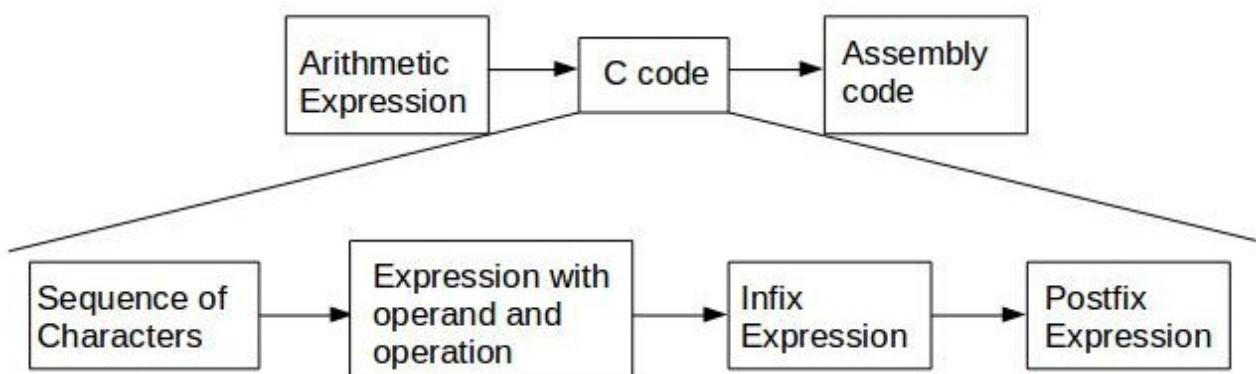 Arithmetic
Expression
C code
Assembly
code
Sequence of
Characters
Expression with
operand and
operation
Infix
Expression
Postfix
Expression